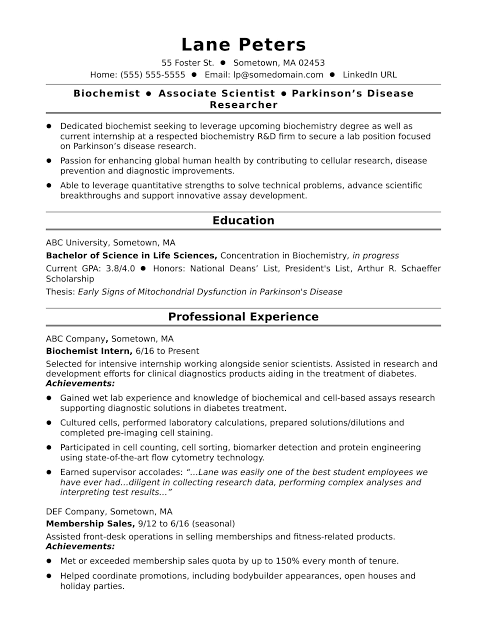 Lane Peters
55 Foster St. ● Sometown, MA 02453
Home: (555) 555-5555 ● Email: lp@somedomain.com ● LinkedIn URL
Biochemist ● Associate Scientist ● Parkinson's Disease
Researcher
● Dedicated biochemist seeking to leverage upcoming biochemistry degree as well as
current internship at a respected biochemistry R&D firm to secure a lab position focused
on Parkinson's disease research.
● Passion for enhancing global human health by contributing to cellular research, disease
prevention and diagnostic improvements.
● Able to leverage quantitative strengths to solve technical problems, advance scientific
breakthroughs and support innovative assay development.
Education
ABC University, Sometown, MA
Bachelor of Science in Life Sciences, Concentration in Biochemistry, in progress
Current GPA: 3.8/4.0 ● Honors: National Deans' List, President's List, Arthur R. Schaeffer
Scholarship
Thesis: Early Signs of Mitochondrial Dysfunction in Parkinson's Disease
Professional Experience
ABC Company, Sometown, MA
Biochemist Intern, 6/16 to Present
Selected for intensive internship working alongside senior scientists. Assisted in research and
development efforts for clinical diagnostics products aiding in the treatment of diabetes.
Achievements:
● Gained wet lab experience and knowledge of biochemical and cell-based assays research
supporting diagnostic solutions in diabetes treatment.
● Cultured cells, performed laboratory calculations, prepared solutions/dilutions and
completed pre-imaging cell staining.
● Participated in cell counting, cell sorting, biomarker detection and protein engineering
using state-of-the-art flow cytometry technology.
● Earned supervisor accolades: "…Lane was easily one of the best student employees we
have ever had…diligent in collecting research data, performing complex analyses and
interpreting test results…"
DEF Company, Sometown, MA
Membership Sales, 9/12 to 6/16 (seasonal)
Assisted front-desk operations in selling memberships and fitness-related products.
Achievements:
● Met or exceeded membership sales quota by up to 150% every month of tenure.
● Helped coordinate promotions, including bodybuilder appearances, open houses and
holiday parties.